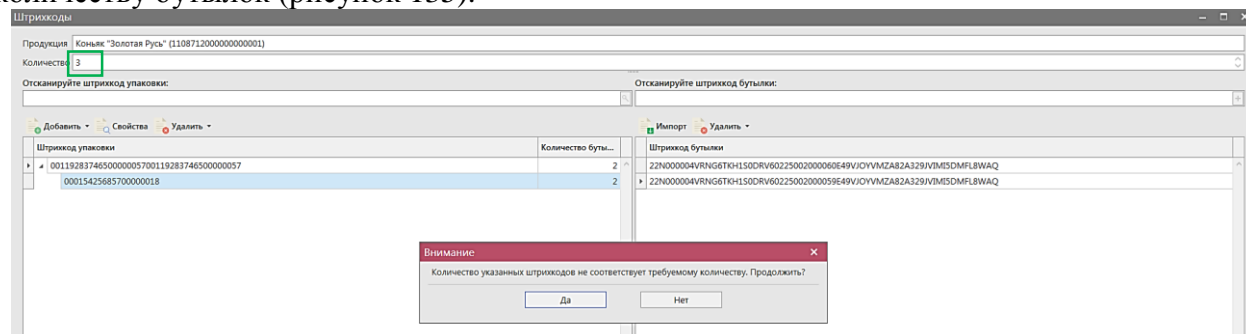 количеству бутылок (рисунок 155).
Штрихкоды
Продукция Коньяк "Золотая Русь" (1108712000000000001)
Количество 3
Отсканируйте штрихкод упаковки: Отсканируйте штрихкод бутылки:
Добавить Свойства Удалить Импорт Удалить
Штрихкод упаковки Количество буты... Штрихкод бутылки
00119283746500000057001192837465000000057 2 22N000004VRNG6TKH1S0DRV60225002000060E49VJOYVMZA82A329JVIMI5DMFL8WAQ
00015425685700000018 2 22N000004VRNG6TKH1S0DRV60225002000059E49VJOYVMZA82A329JVIMI5DMFL8WAQ
Внимание
Количество указанных штрихкодов не соответствует требуемому количеству. Продолжить?
Да Нет